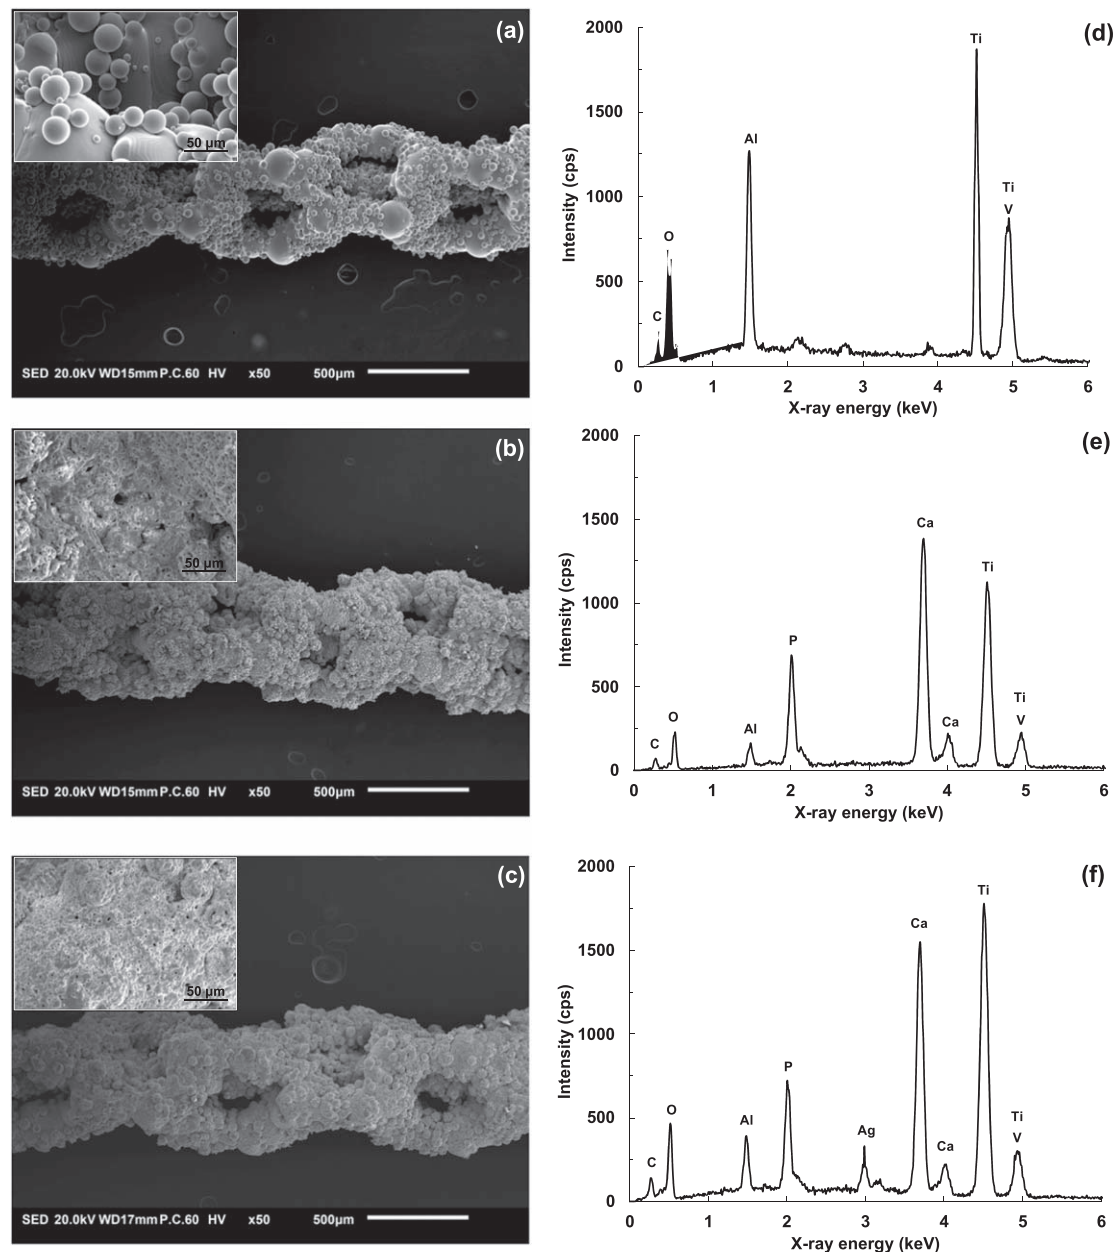 (a)
50 µm
SED 20.0kV WD15mm P.C.60 HV x50 500µm
(d)
2000
1500
1000
500
0
Intensity (cps)
C
O
Al
Ti
Ti
V
0 1 2 3 4 5 6
X-ray energy (keV)
(b)
50 µm
SED 20.0kV WD15mm P.C.60 HV x50 500µm
(e)
2000
1500
1000
500
0
Intensity (cps)
C
O
Al
P
Ca
Ca
Ti
Ti
V
0 1 2 3 4 5 6
X-ray energy (keV)
(c)
50 µm
SED 20.0kV WD17mm P.C.60 HV x50 500µm
(f)
2000
1500
1000
500
0
Intensity (cps)
C
O
Al
P
Ag
Ca
Ca
Ti
Ti
V
0 1 2 3 4 5 6
X-ray energy (keV)